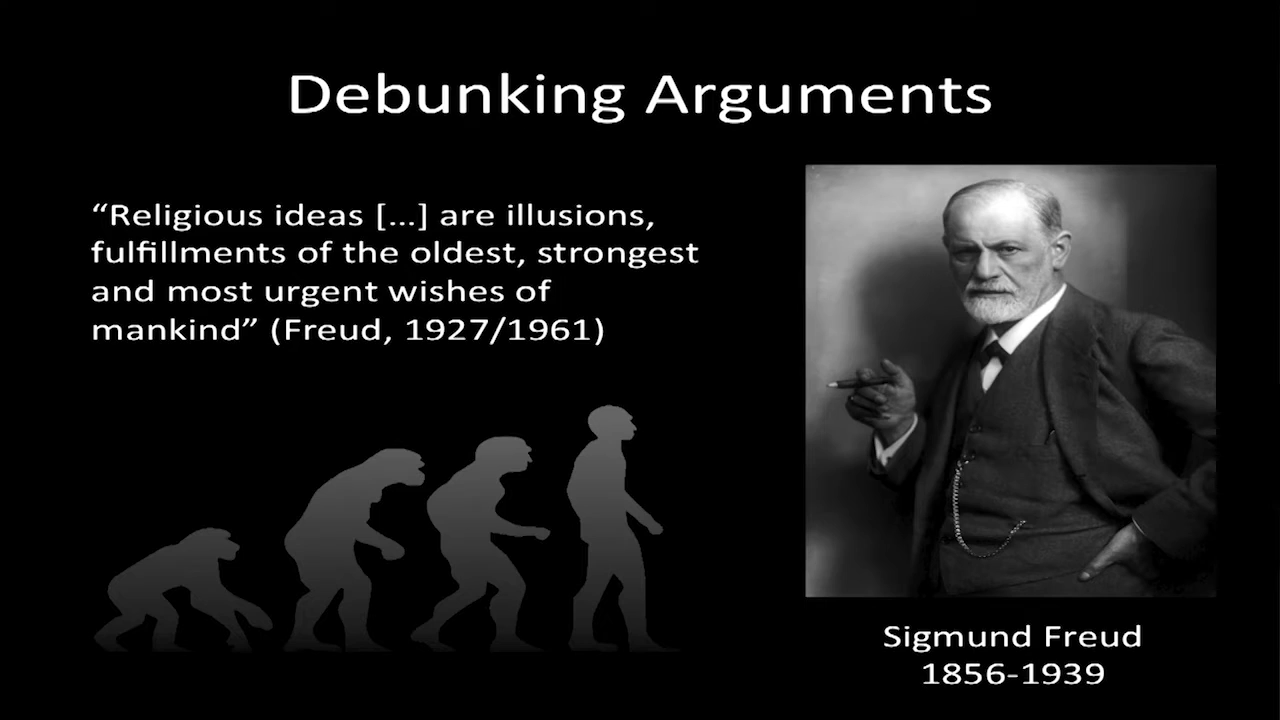 Debunking Arguments
“Religious ideas [...] are illusions,
fulfillments of the oldest, strongest
and most urgent wishes of
mankind” (Freud, 1927/1961)
Sigmund Freud
1856-1939